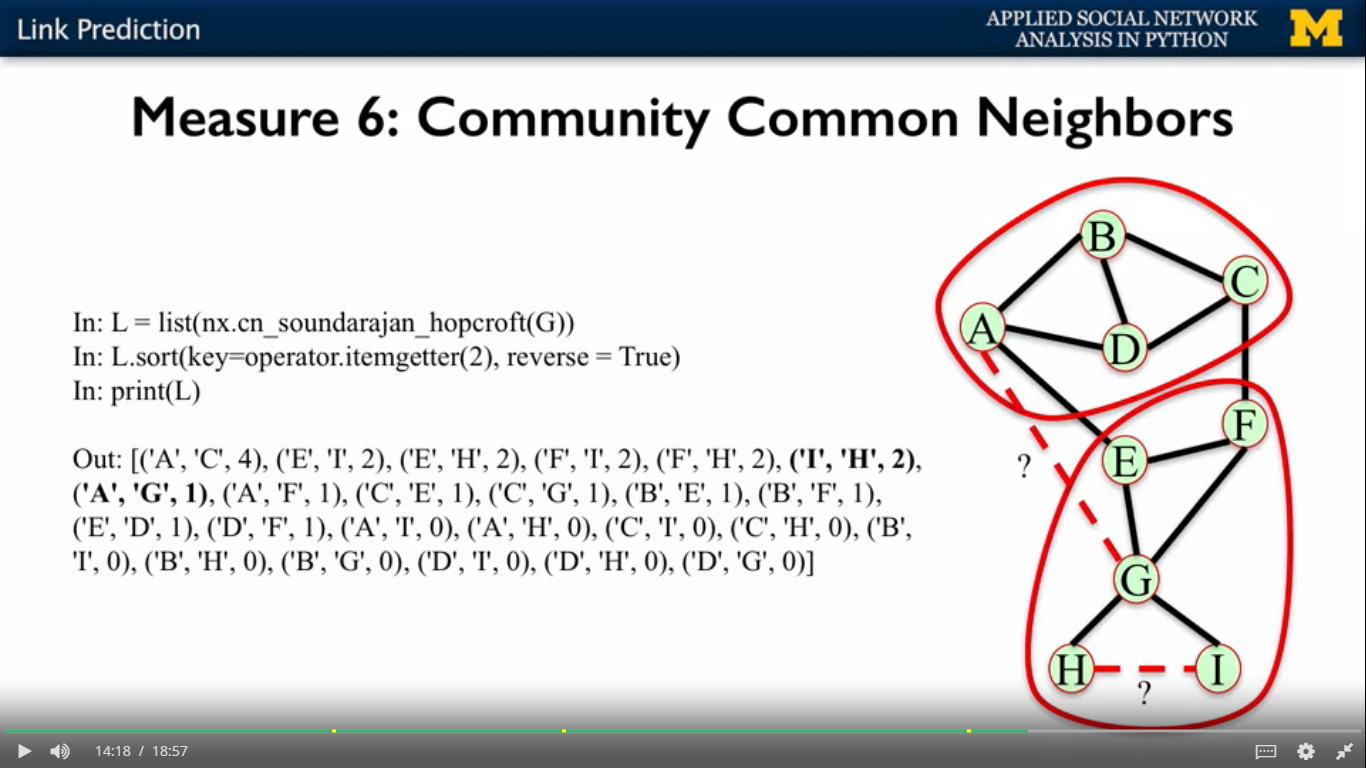 Link Prediction
APPLIED SOCIAL NETWORK
ANALYSIS IN PYTHON
M
Measure 6: Community Common Neighbors
In: L = list(nx.cn_soundarajan_hopcroft(G))
In: L.sort(key=operator.itemgetter(2), reverse = True)
In: print(L)
Out: [('A', 'C', 4), ('E', 'I', 2), ('E', 'H', 2), ('F', 'I', 2), ('F', 'H', 2), ('I', 'H', 2),
('A', 'G', 1), ('A', 'F', 1), ('C', 'E', 1), ('C', 'G', 1), ('B', 'E', 1), ('B', 'F', 1),
('E', 'D', 1), ('D', 'F', 1), ('A', 'I', 0), ('A', 'H', 0), ('C', 'I', 0), ('C', 'H', 0), ('B',
'I', 0), ('B', 'H', 0), ('B', 'G', 0), ('D', 'I', 0), ('D', 'H', 0), ('D', 'G', 0)]
B
C
A
D
F
E
?
G
H
I
?
14:18 / 18:57